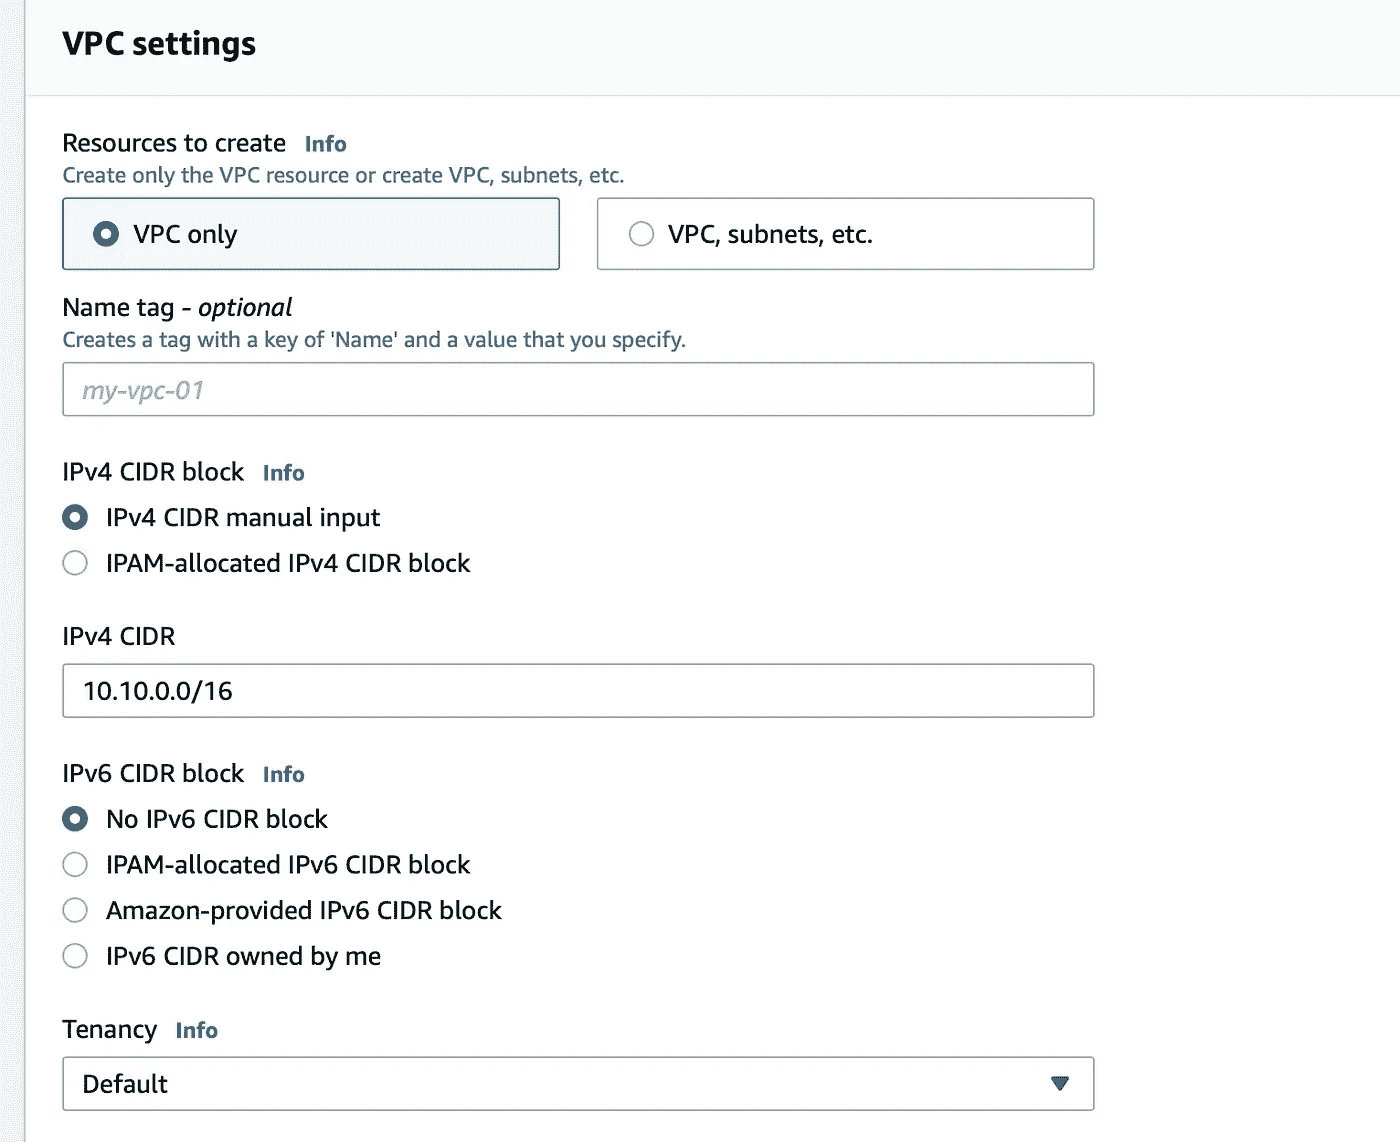 VPC settings
Resources to create Info
Create only the VPC resource or create VPC, subnets, etc.
VPC only
VPC, subnets, etc.
Name tag - optional
Creates a tag with a key of 'Name' and a value that you specify.
my-vpc-01
IPv4 CIDR block Info
IPv4 CIDR manual input
IPAM-allocated IPv4 CIDR block
IPv4 CIDR
10.10.0.0/16
IPv6 CIDR block Info
No IPv6 CIDR block
IPAM-allocated IPv6 CIDR block
Amazon-provided IPv6 CIDR block
IPv6 CIDR owned by me
Tenancy Info
Default